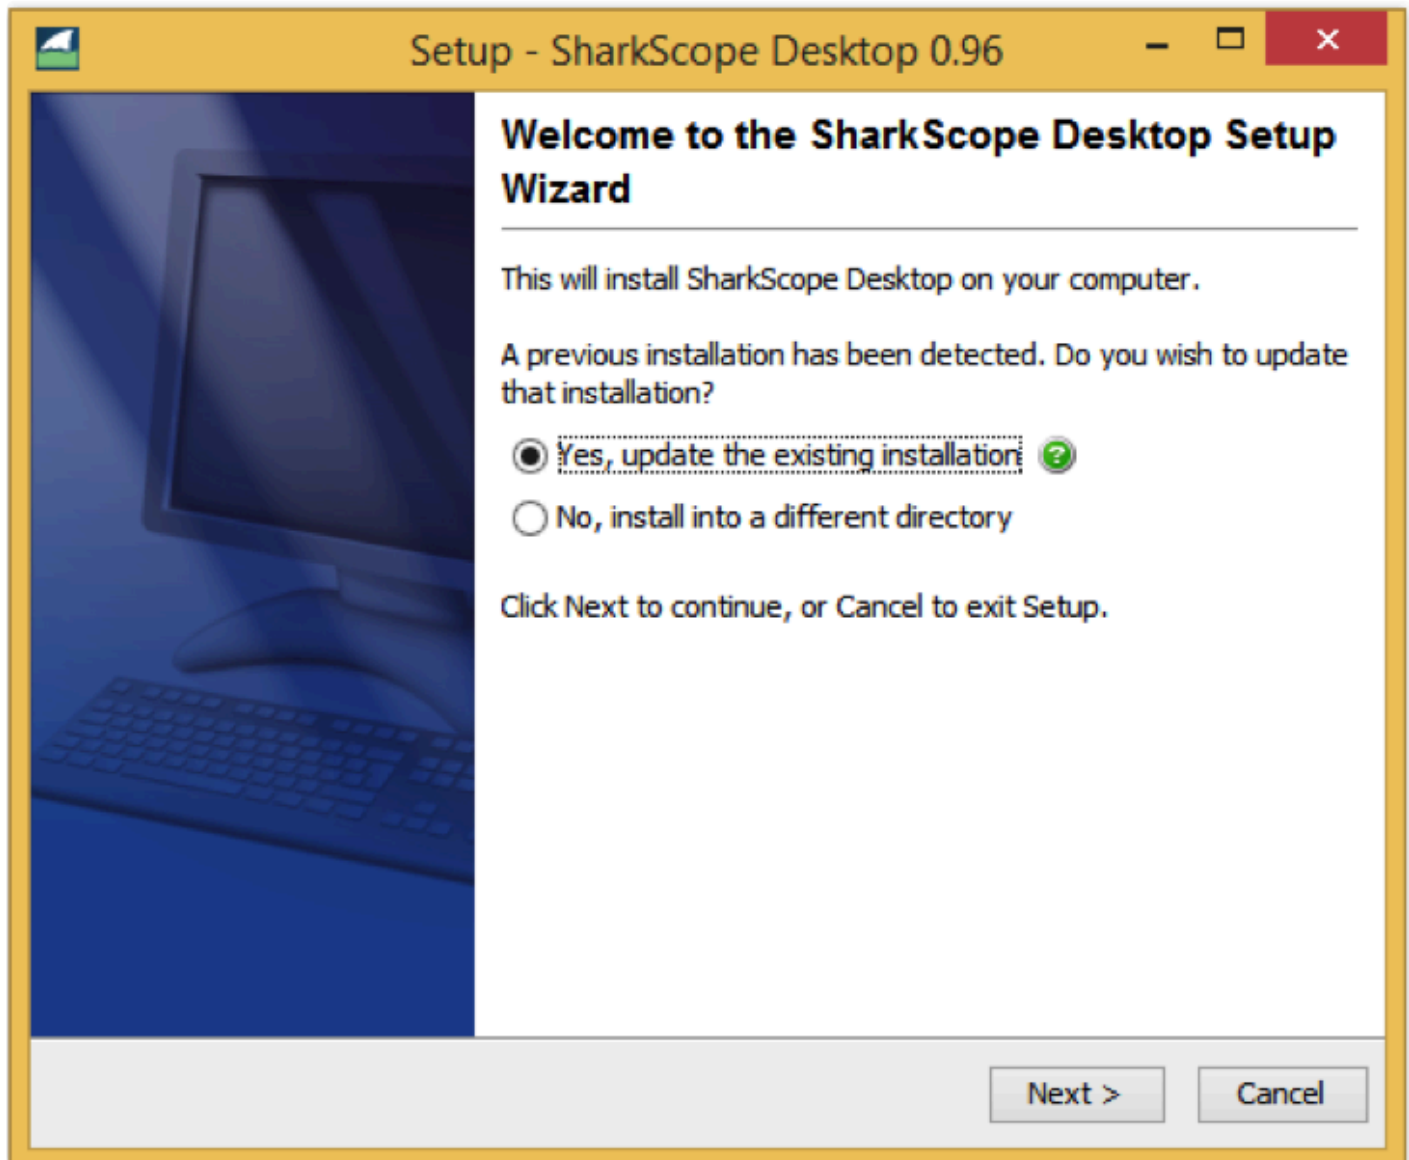 Setup - SharkScope Desktop 0.96
Welcome to the SharkScope Desktop Setup
Wizard
This will install SharkScope Desktop on your computer.
A previous installation has been detected. Do you wish to update
that installation?
Yes, update the existing installation
No, install into a different directory
Click Next to continue, or Cancel to exit Setup.
Next >
Cancel